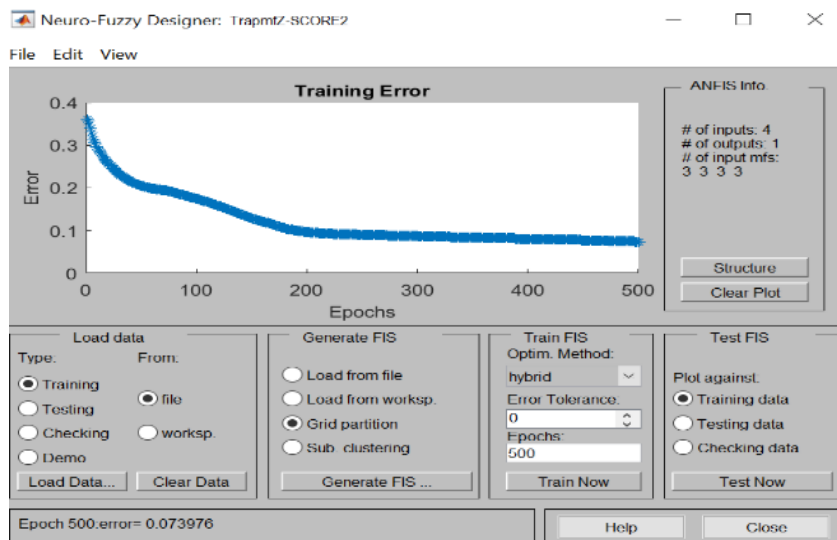 Neuro-Fuzzy Designer: TrapmfZ-SCORE2
File Edit View
Training Error
0.4
0.3
0.2
0.1
0
Error
0 100 200 300 400 500
Epochs
ANFIS Info.
# of inputs: 4
# of outputs: 1
# of input mfs:
3 3 3 3
Structure
Clear Plot
Load data
Type: From:
Training
Testing
Checking
Demo
file
worksp.
Load Data... Clear Data
Generate FIS
Load from file
Load from worksp.
Grid partition
Sub. clustering
Generate FIS ...
Train FIS
Optim. Method:
hybrid
Error Tolerance:
0
Epochs:
500
Train Now
Test FIS
Plot against:
Training data
Testing data
Checking data
Test Now
Epoch 500:error= 0.073976
Help Close